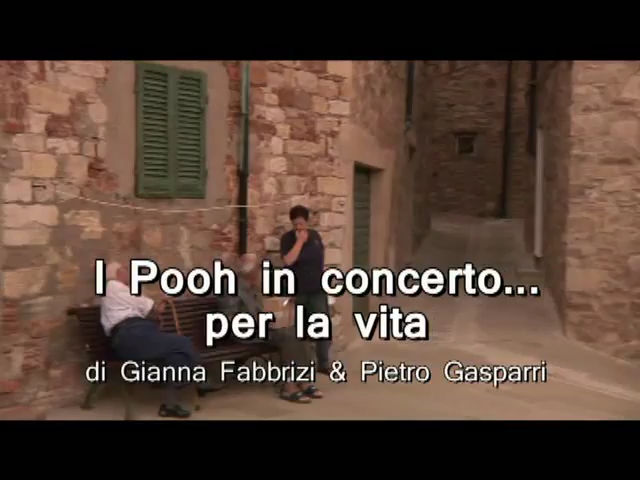 I Pooh in concerto...
per la vita
di Gianna Fabbrizi & Pietro Gasparri